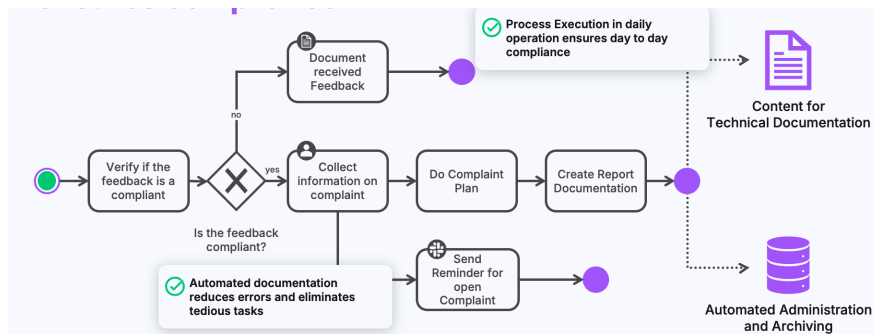 Process Execution in daily
operation ensures day to day
compliance
Document
received
Feedback
Content for
Technical Documentation
no
Verify if the
feedback is a
compliant
yes
Collect
information on
complaint
Do Complaint
Plan
Create Report
Documentation
Is the feedback
compliant?
Send
Reminder for
open
Complaint
Automated documentation
reduces errors and eliminates
tedious tasks
Automated Administration
and Archiving